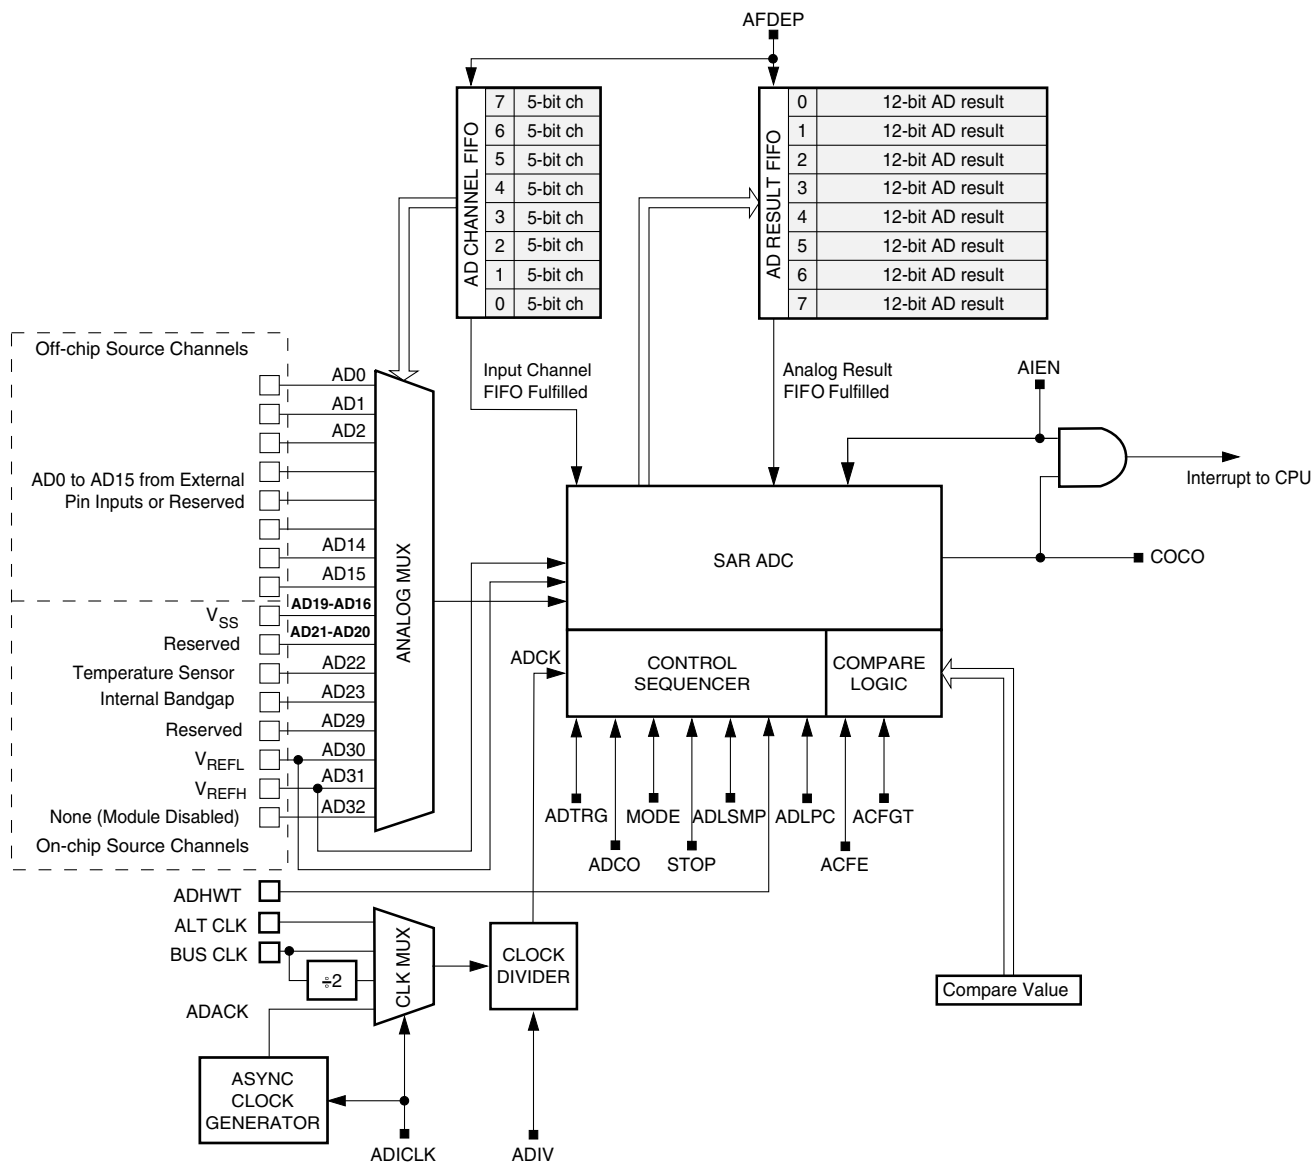 AFDEP
AD CHANNEL FIFO
7 5-bit ch
6 5-bit ch
5 5-bit ch
4 5-bit ch
3 5-bit ch
2 5-bit ch
1 5-bit ch
0 5-bit ch
AD RESULT FIFO
0 12-bit AD result
1 12-bit AD result
2 12-bit AD result
3 12-bit AD result
4 12-bit AD result
5 12-bit AD result
6 12-bit AD result
7 12-bit AD result
Input Channel
FIFO Fulfilled
Analog Result
FIFO Fulfilled
AIEN
Interrupt to CPU
COCO
Off-chip Source Channels
AD0
AD1
AD2
AD0 to AD15 from External
Pin Inputs or Reserved
AD14
AD15
VSS AD19-AD16
Reserved AD21-AD20
Temperature Sensor AD22
Internal Bandgap AD23
Reserved AD29
VREFL AD30
VREFH AD31
None (Module Disabled) AD32
On-chip Source Channels
ANALOG MUX
SAR ADC
ADCK
CONTROL
SEQUENCER
COMPARE
LOGIC
ADTRG
MODE
ADLSMP
ADLPC
ACFGT
ADCO
STOP
ACFE
ADHWT
ALT CLK
BUS CLK
÷2
ADACK
CLK MUX
CLOCK
DIVIDER
Compare Value
ASYNC
CLOCK
GENERATOR
ADICLK
ADIV